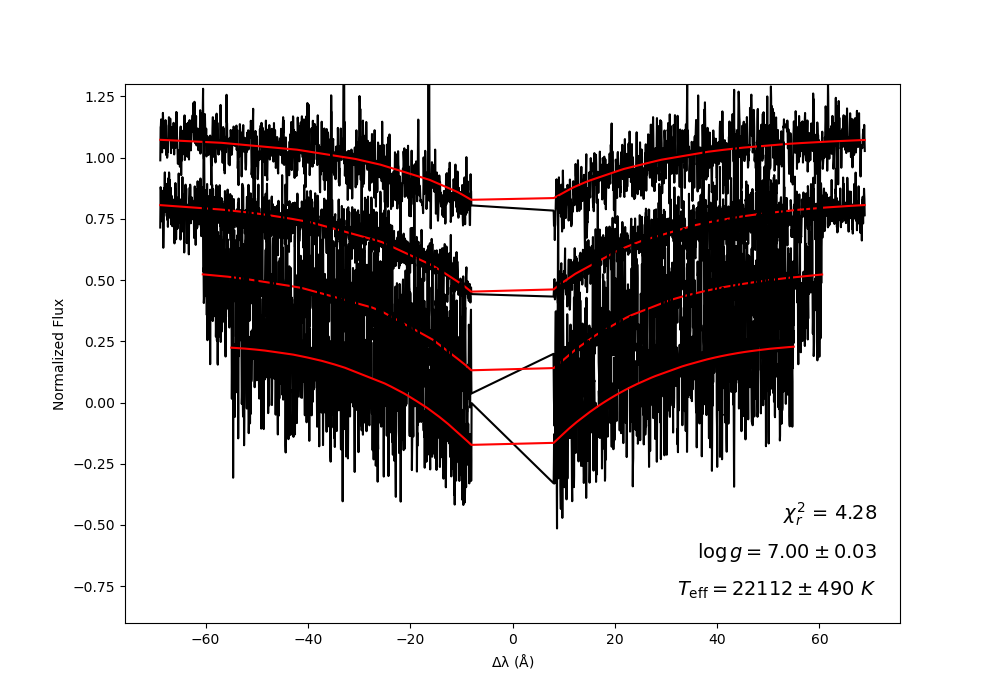 1.25
1.00
0.75
0.50
0.25
0.00
−0.25
−0.50
−0.75
Normalized Flux
χ²ᵣ = 4.28
log g = 7.00 ± 0.03
T_eff = 22112 ± 490 K
−60 −40 −20 0 20 40 60
Δλ (Å)